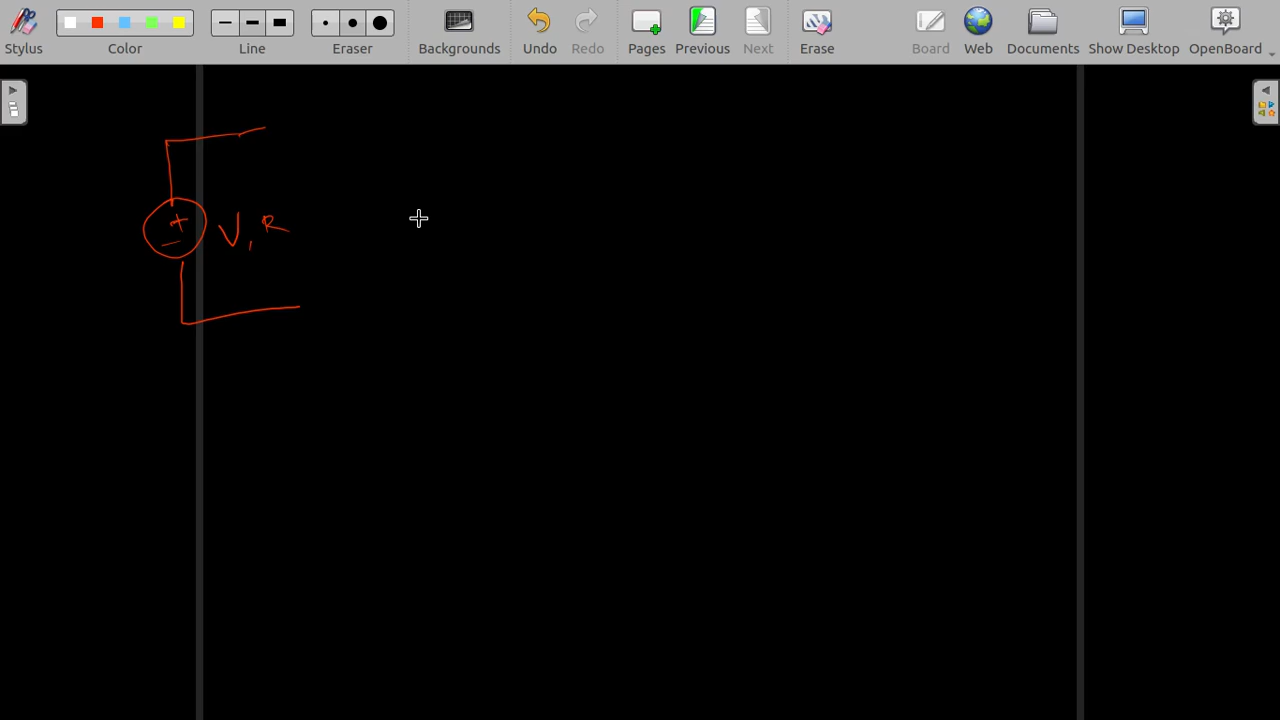 Stylus
Color
Line
Eraser
Backgrounds
Undo
Redo
Pages
Previous
Next
Erase
Board
Web
Documents
Show Desktop
OpenBoard
+
−
V, R